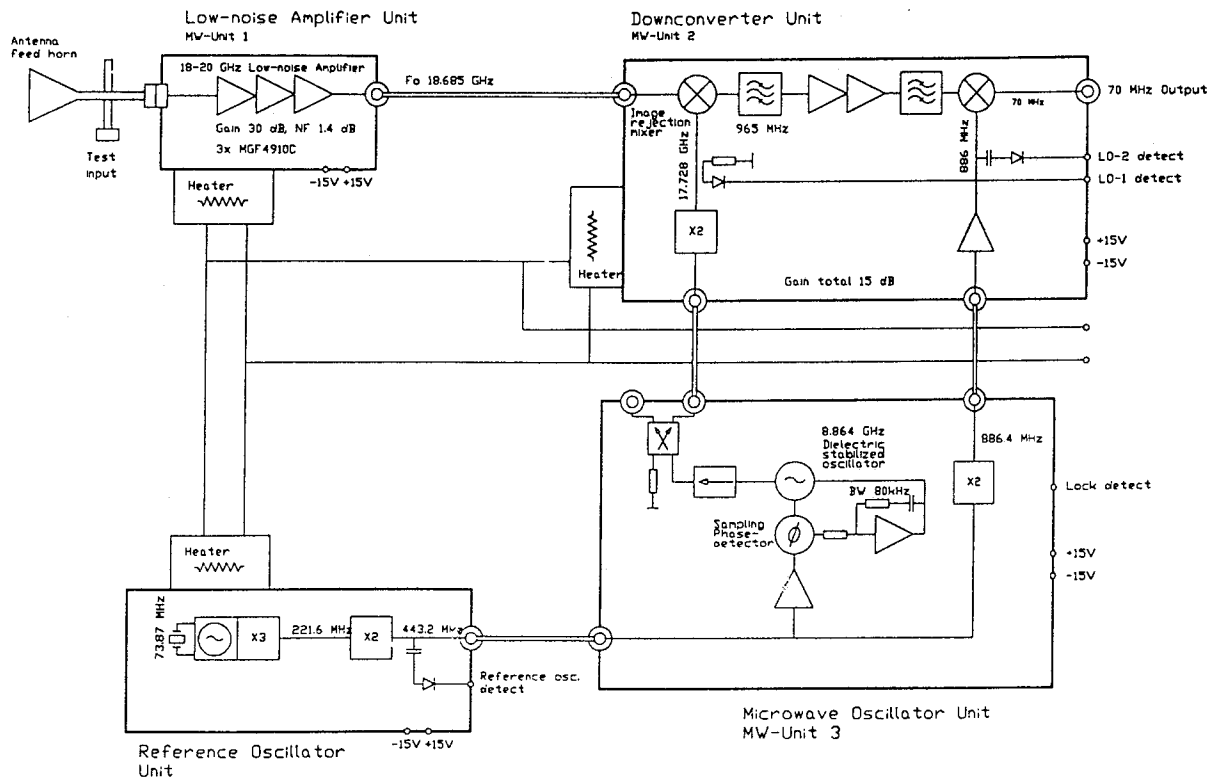 Low-noise Amplifier Unit
MW-Unit 1
Downconverter Unit
MW-Unit 2
Antenna
feed horn
18-20 GHz Low-noise Amplifier
Fo 18.685 GHz
Gain 30 dB, NF 1.4 dB
3x MGF4910C
Test
input
-15V +15V
Heater
Image
rejection
mixer
965 MHz
70 MHz
70 MHz Output
17.728 GHz
886 MHz
LO-2 detect
LO-1 detect
X2
+15V
-15V
Heater
Gain total 15 dB
8.864 GHz
Dielectric
stabilized
oscillator
886.4 MHz
X2
BW 80kHz
Lock detect
Sampling
Phase-
detector
+15V
-15V
Heater
73.87 MHz
X3
221.6 MHz
X2
443.2 MHz
Reference osc.
detect
-15V +15V
Reference Oscillator
Unit
Microwave Oscillator Unit
MW-Unit 3